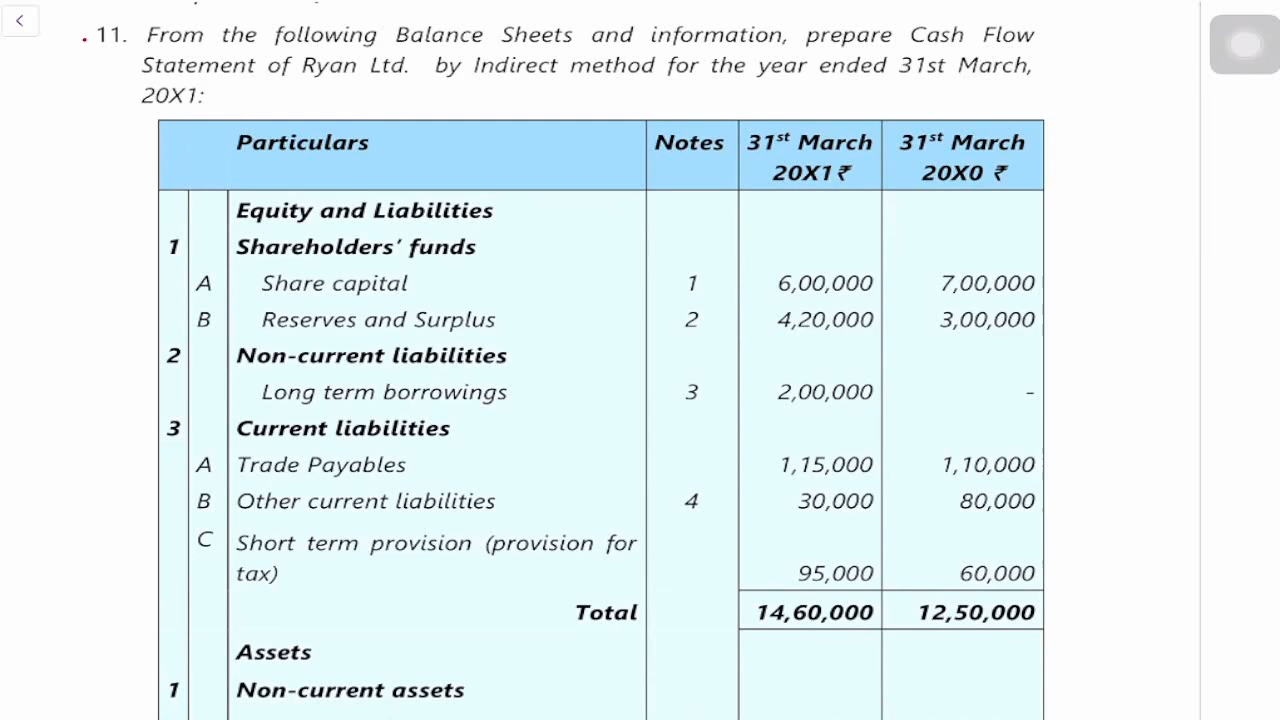 11. From the following Balance Sheets and information, prepare Cash Flow
Statement of Ryan Ltd. by Indirect method for the year ended 31st March,
20X1:
Particulars Notes 31st March 20X1 ₹ 31st March 20X0 ₹
Equity and Liabilities
1 Shareholders' funds
A Share capital 1 6,00,000 7,00,000
B Reserves and Surplus 2 4,20,000 3,00,000
2 Non-current liabilities
Long term borrowings 3 2,00,000 -
3 Current liabilities
A Trade Payables 1,15,000 1,10,000
B Other current liabilities 4 30,000 80,000
C Short term provision (provision for
tax) 95,000 60,000
Total 14,60,000 12,50,000
Assets
1 Non-current assets